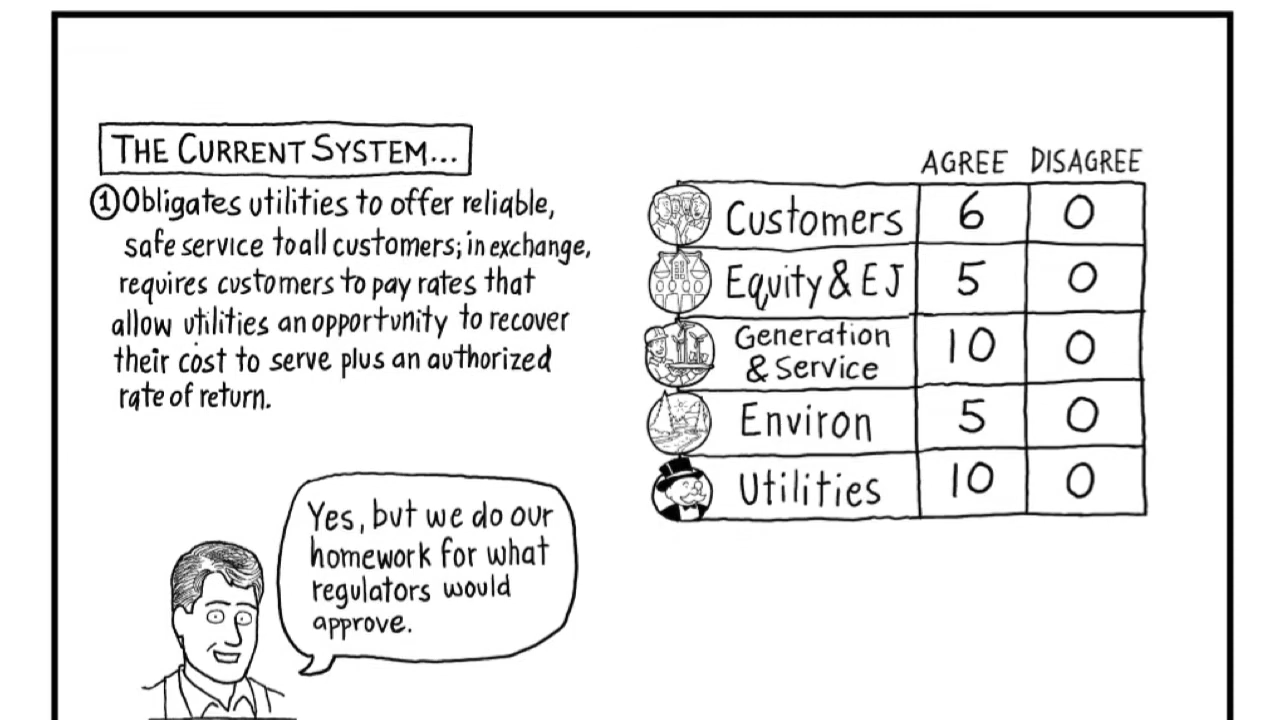 THE CURRENT SYSTEM...
① Obligates utilities to offer reliable,
safe service to all customers; in exchange,
requires customers to pay rates that
allow utilities an opportunity to recover
their cost to serve plus an authorized
rate of return.
AGREE DISAGREE
Customers 6 0
Equity & EJ 5 0
Generation
& Service 10 0
Environ 5 0
Utilities 10 0
Yes, but we do our
homework for what
regulators would
approve.